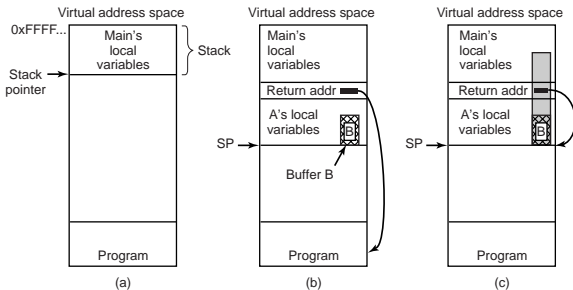 Virtual address space
0xFFFF...
Main's
local
variables
Stack
Stack
pointer
Program
(a)
Virtual address space
Main's
local
variables
Return addr
A's local
variables
B
SP
Buffer B
Program
(b)
Virtual address space
Main's
local
variables
Return addr
A's local
variables
B
SP
Program
(c)